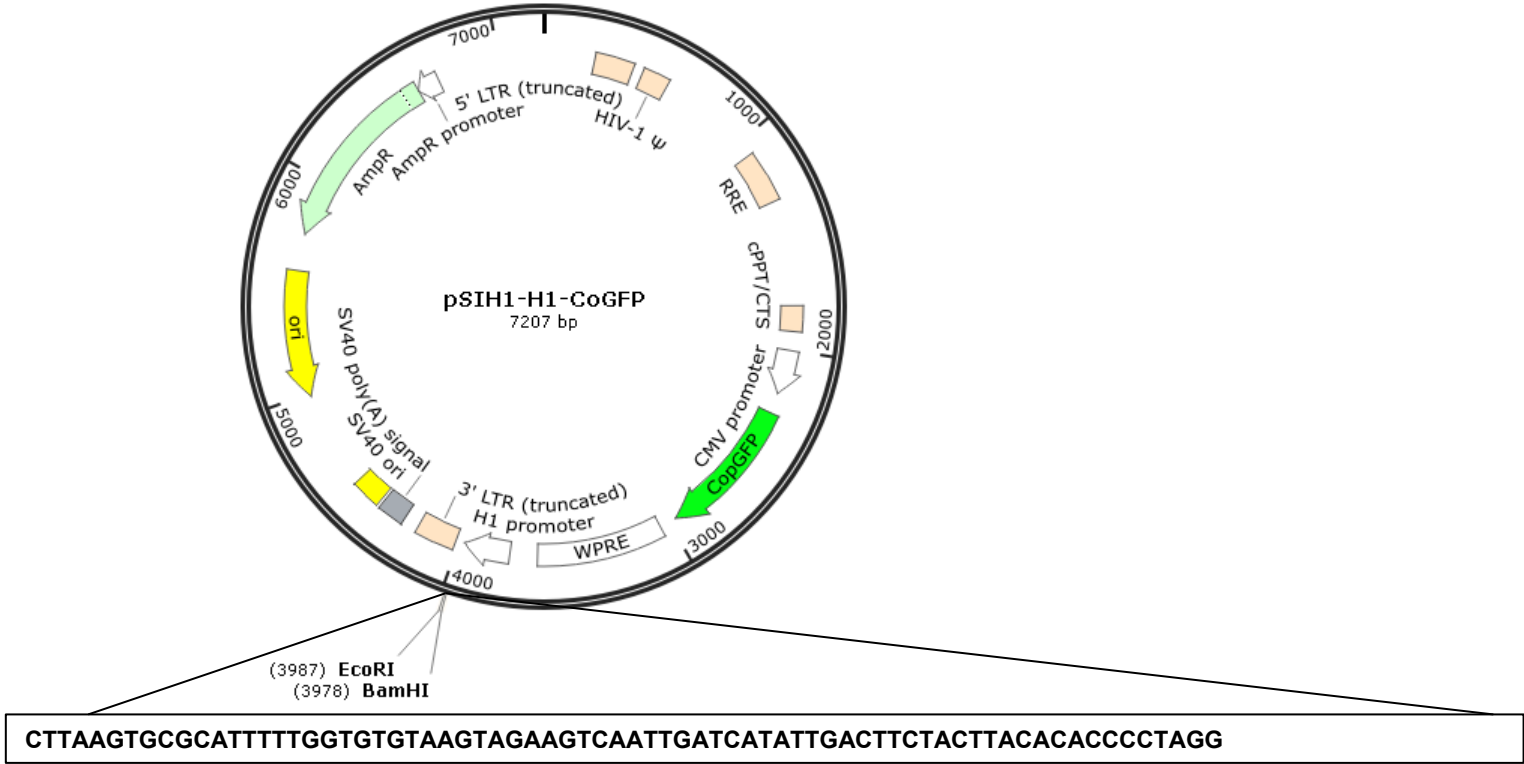 7000
5' LTR (truncated)
HIV-1 ψ
1000
AmpR promoter
AmpR
6000
RRE
cPPT/CTS
pSIH1-H1-CoGFP
7207 bp
2000
ori
SV40 poly(A) signal
SV40 ori
CMV promoter
CopGFP
5000
3' LTR (truncated)
H1 promoter
WPRE
3000
4000
(3987) EcoRI
(3978) BamHI
CTTAAGTGCGCATTTTTGGTGTGTAAGTAGAAGTCAATTGATCATATTGACTTCTACTTACACACCCCTAGG